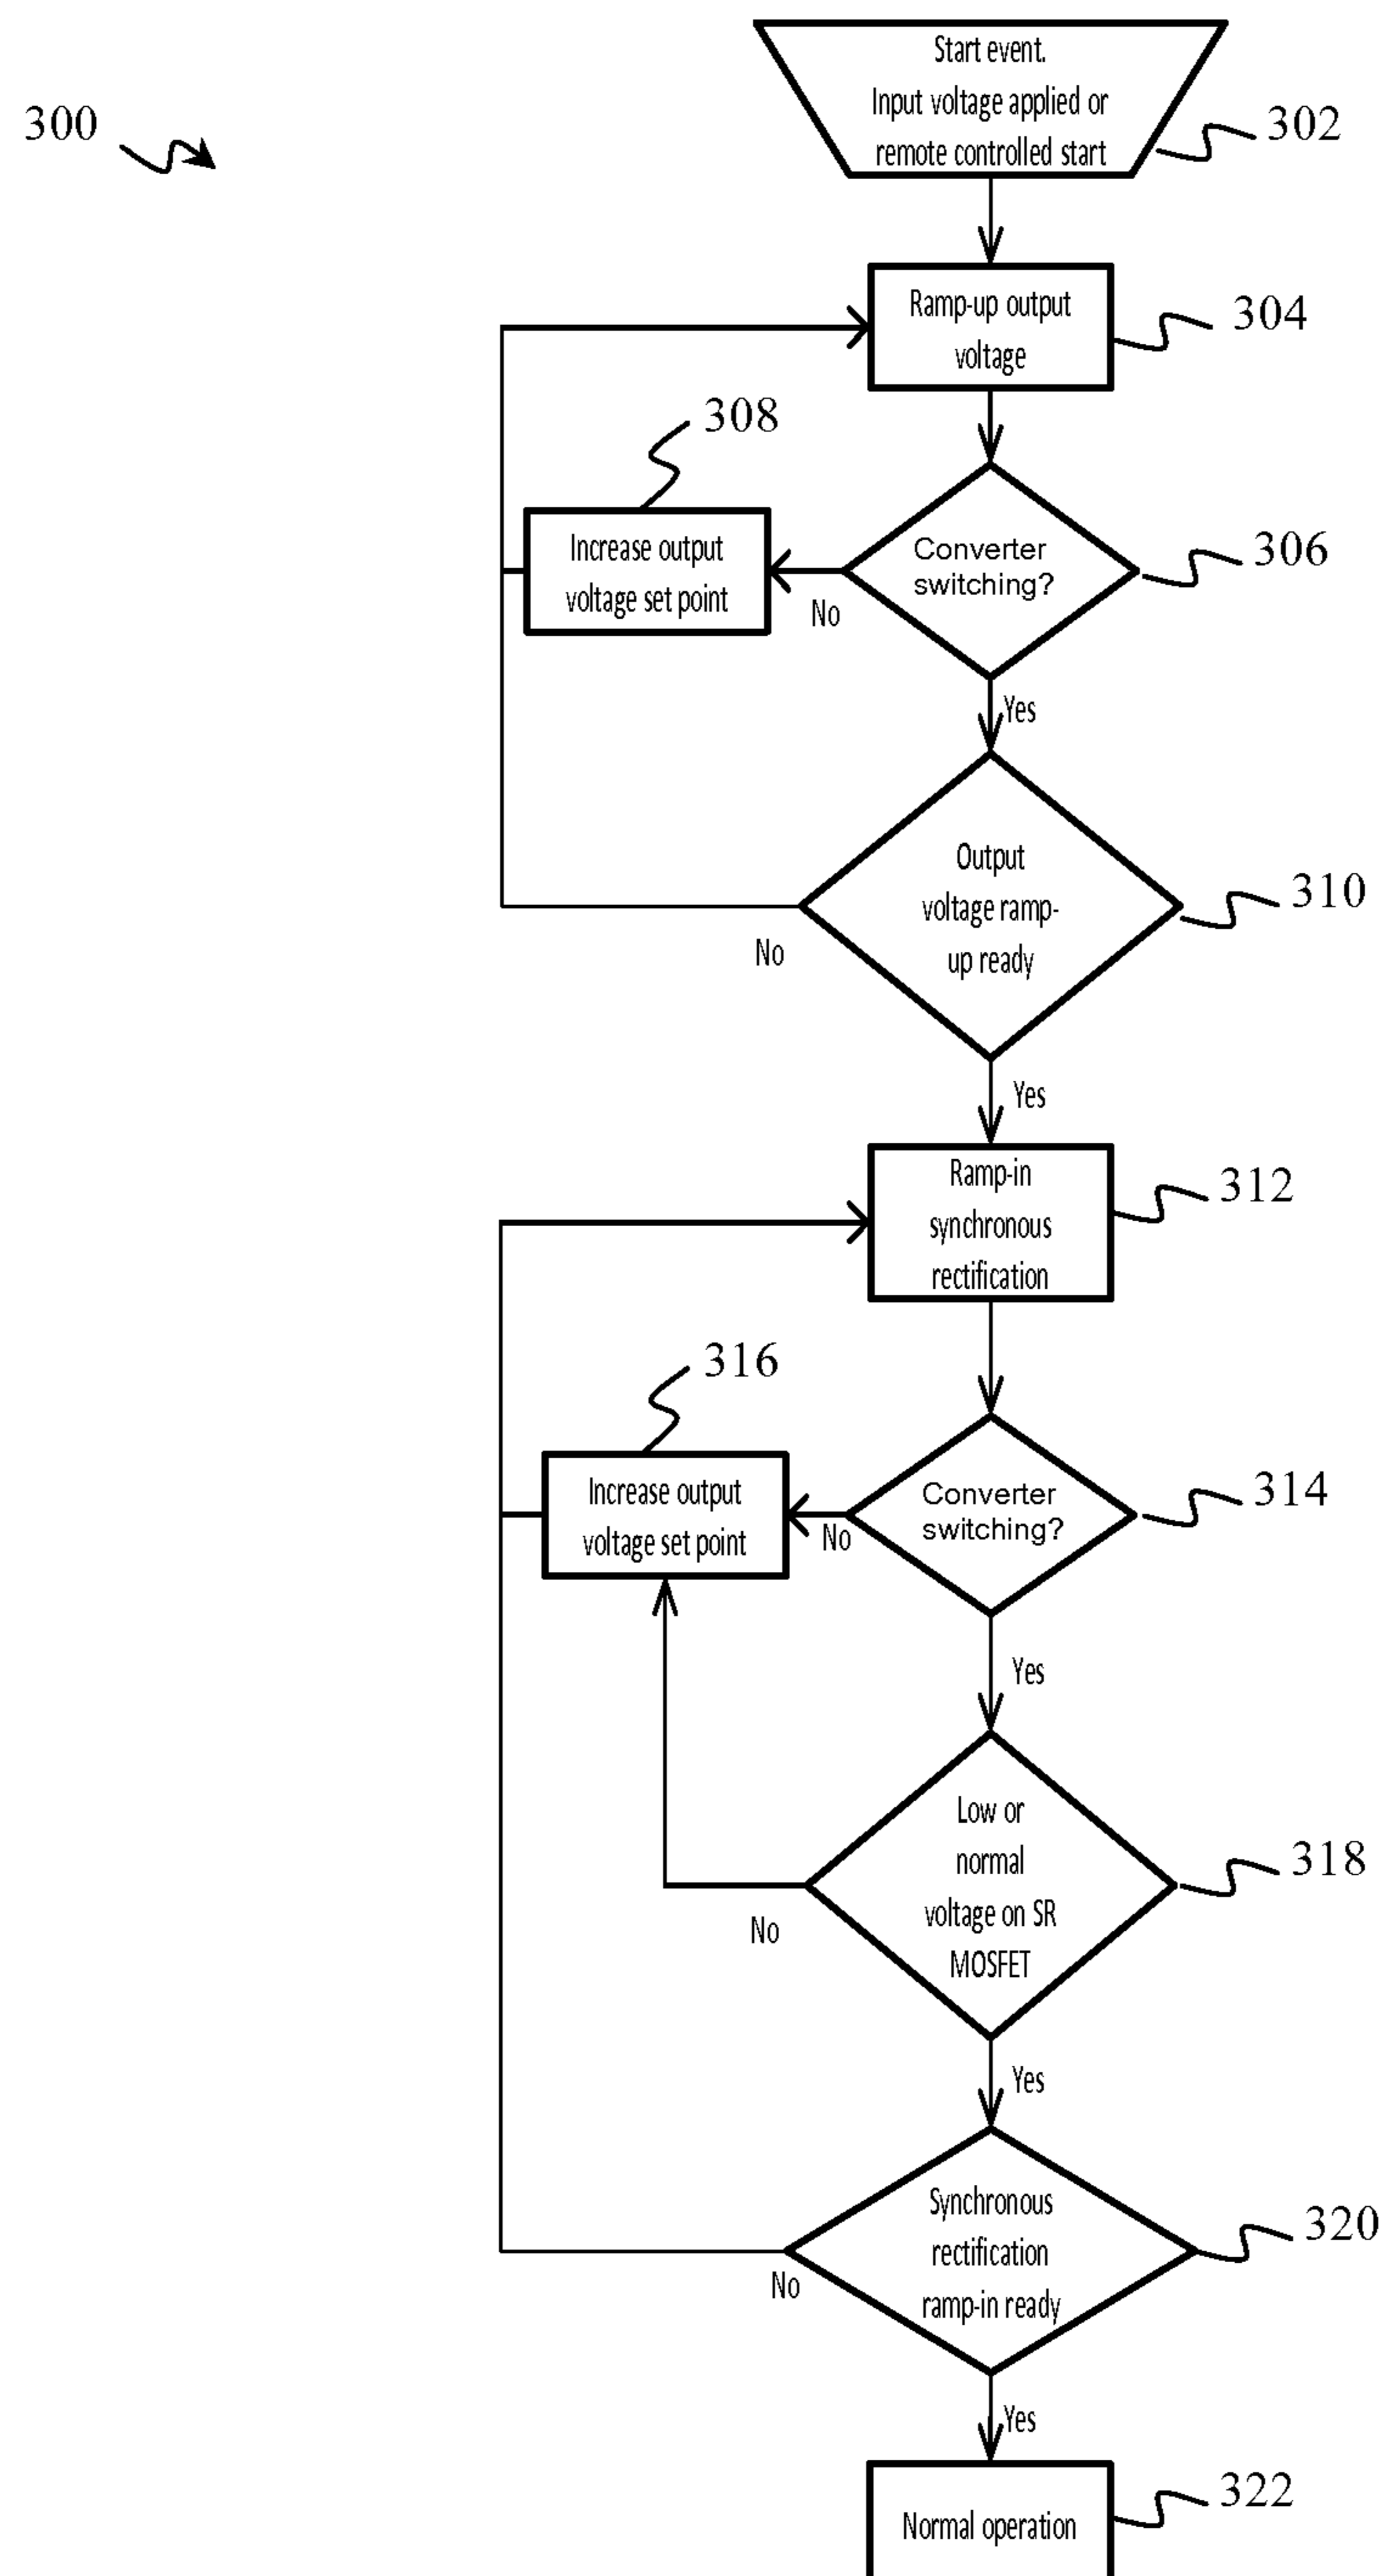 300
Start event.
Input voltage applied or
remote controlled start
302
Ramp-up output
voltage
304
308
Increase output
voltage set point
No
Converter
switching?
306
Yes
Output
voltage ramp-
up ready
310
No
Yes
Ramp-in
synchronous
rectification
312
316
Increase output
voltage set point
No
Converter
switching?
314
Yes
Low or
normal
voltage on SR
MOSFET
318
No
Yes
Synchronous
rectification
ramp-in ready
320
No
Yes
Normal operation
322